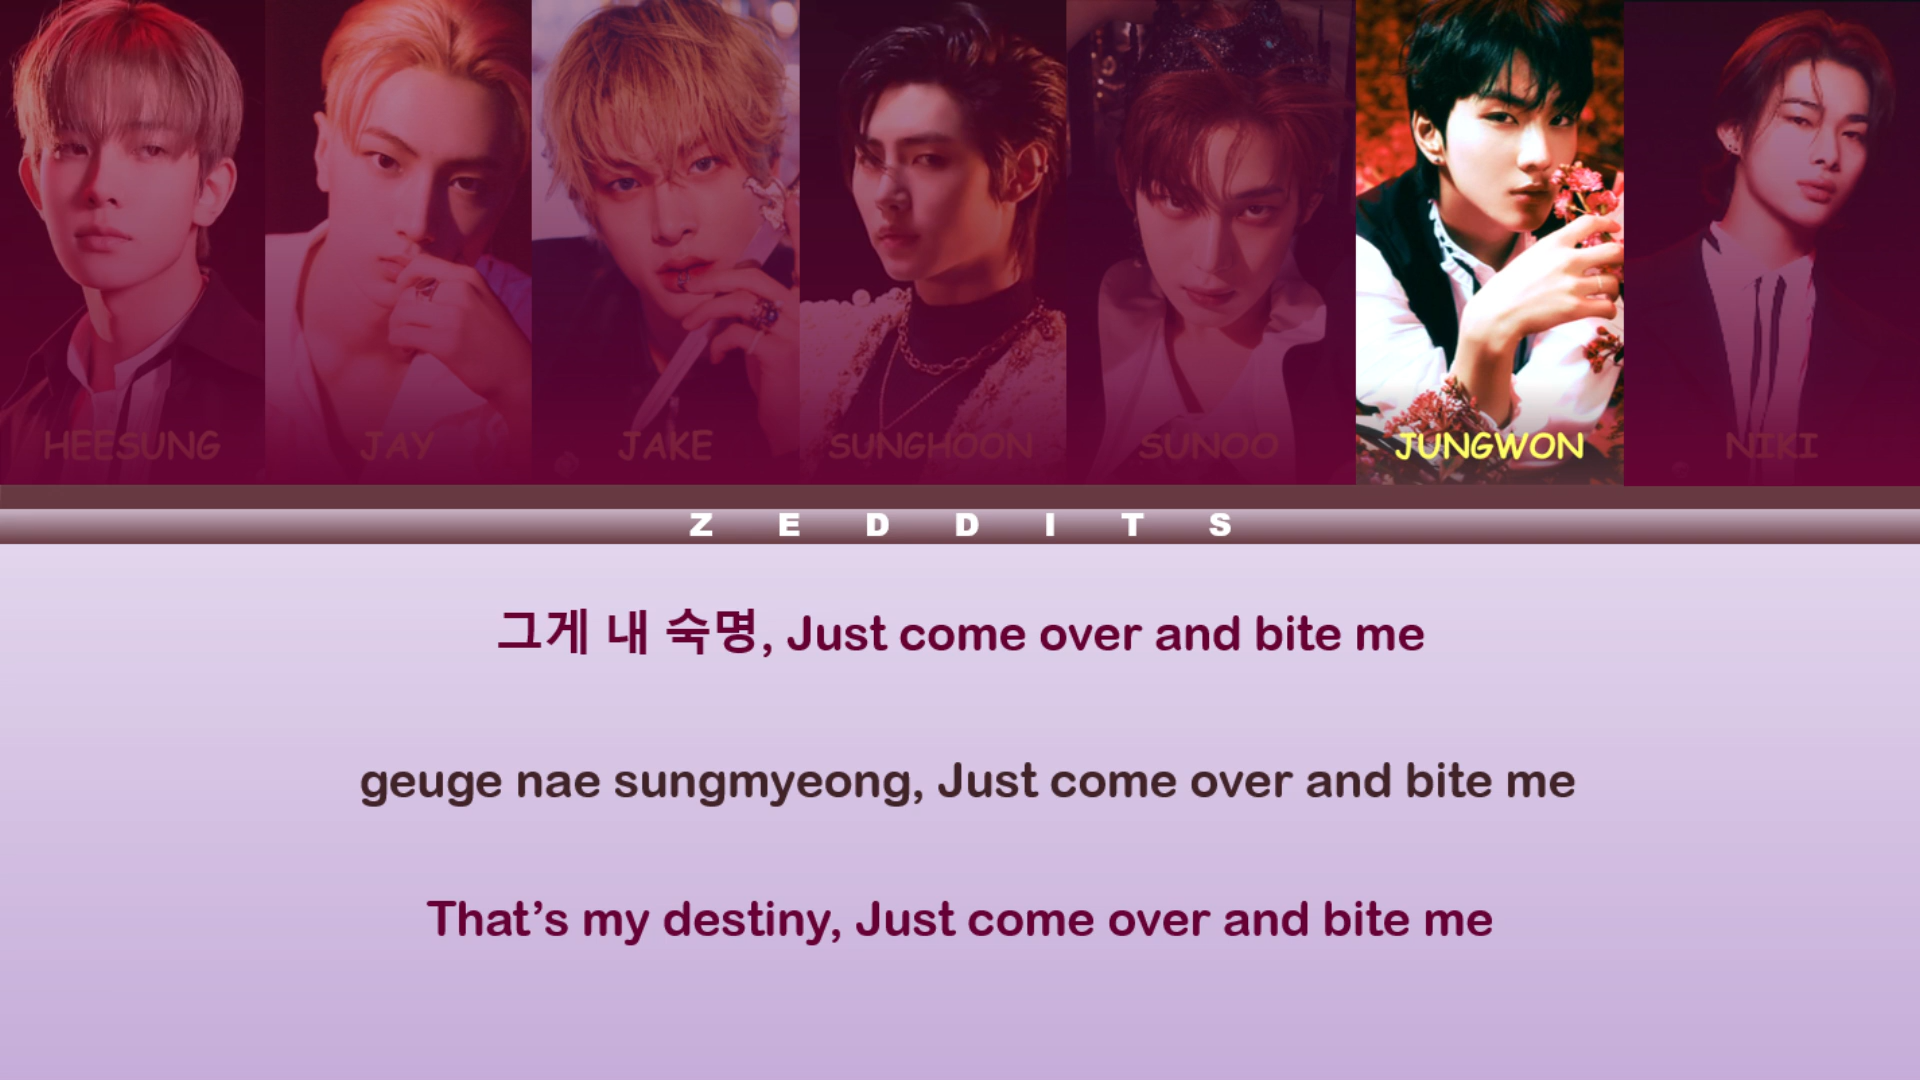 HEESUNG JAY JAKE SUNGHOON SUNOO JUNGWON NIKI
ZEDDITS
그게 내 숙명, Just come over and bite me
geuge nae sungmyeong, Just come over and bite me
That's my destiny, Just come over and bite me